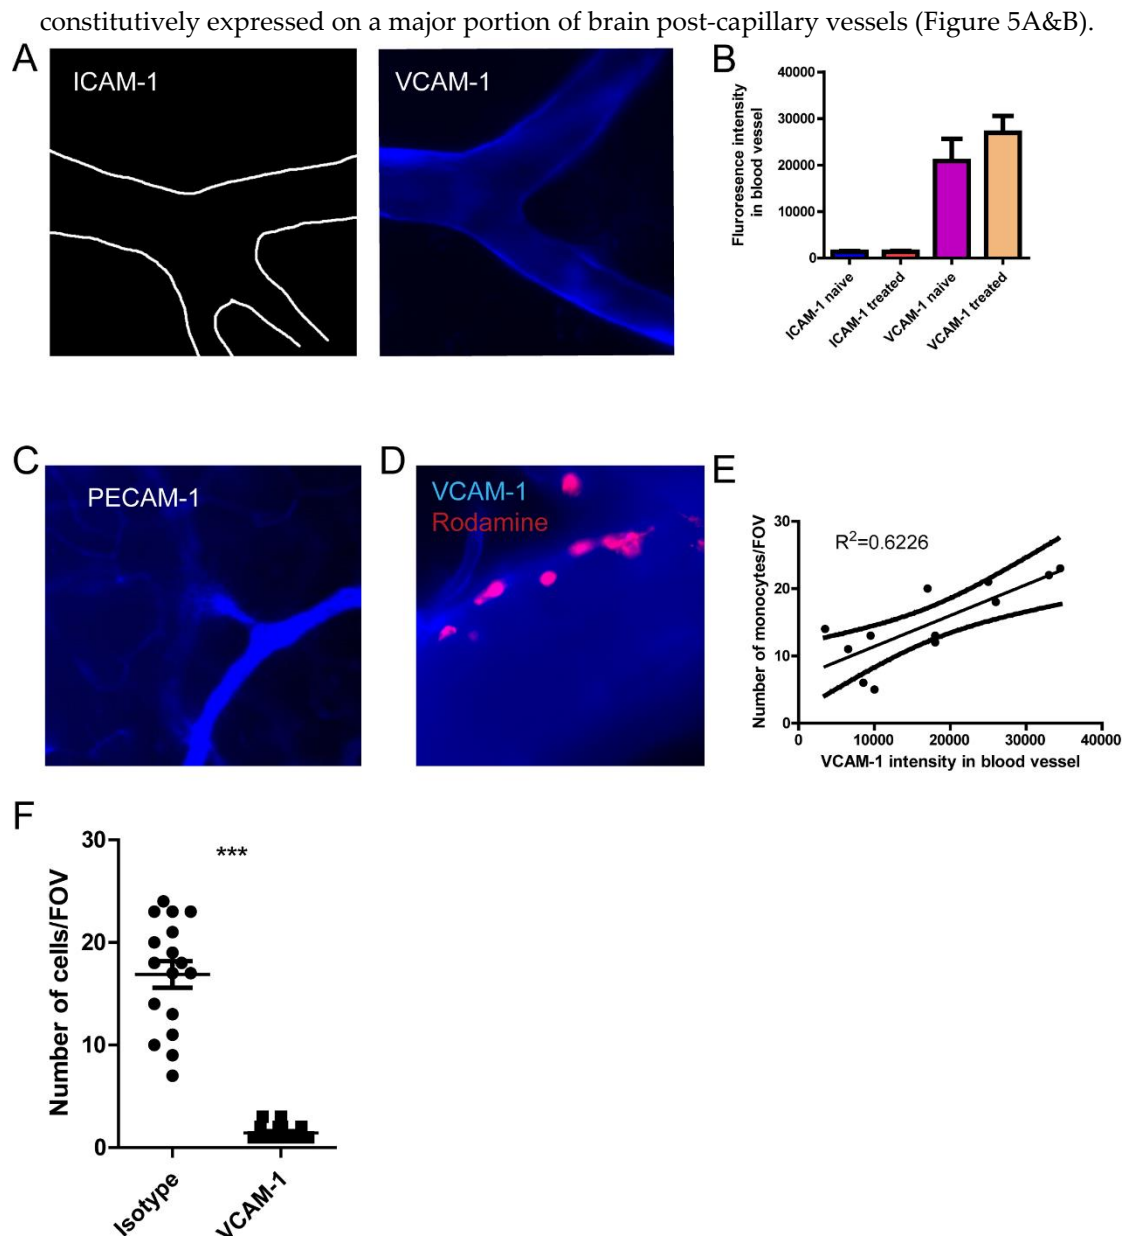 constitutively expressed on a major portion of brain post-capillary vessels (Figure 5A&B).
A
ICAM-1
VCAM-1
B
Fluroresence intensity
in blood vessel
40000
30000
20000
10000
0
ICAM-1 naive
ICAM-1 treated
VCAM-1 naive
VCAM-1 treated
C
PECAM-1
D
VCAM-1
Rodamine
E
Number of monocytes/FOV
30
20
10
0
R²=0.6226
0 10000 20000 30000 40000
VCAM-1 intensity in blood vessel
F
Number of cells/FOV
30
20
10
0
***
Isotype
VCAM-1